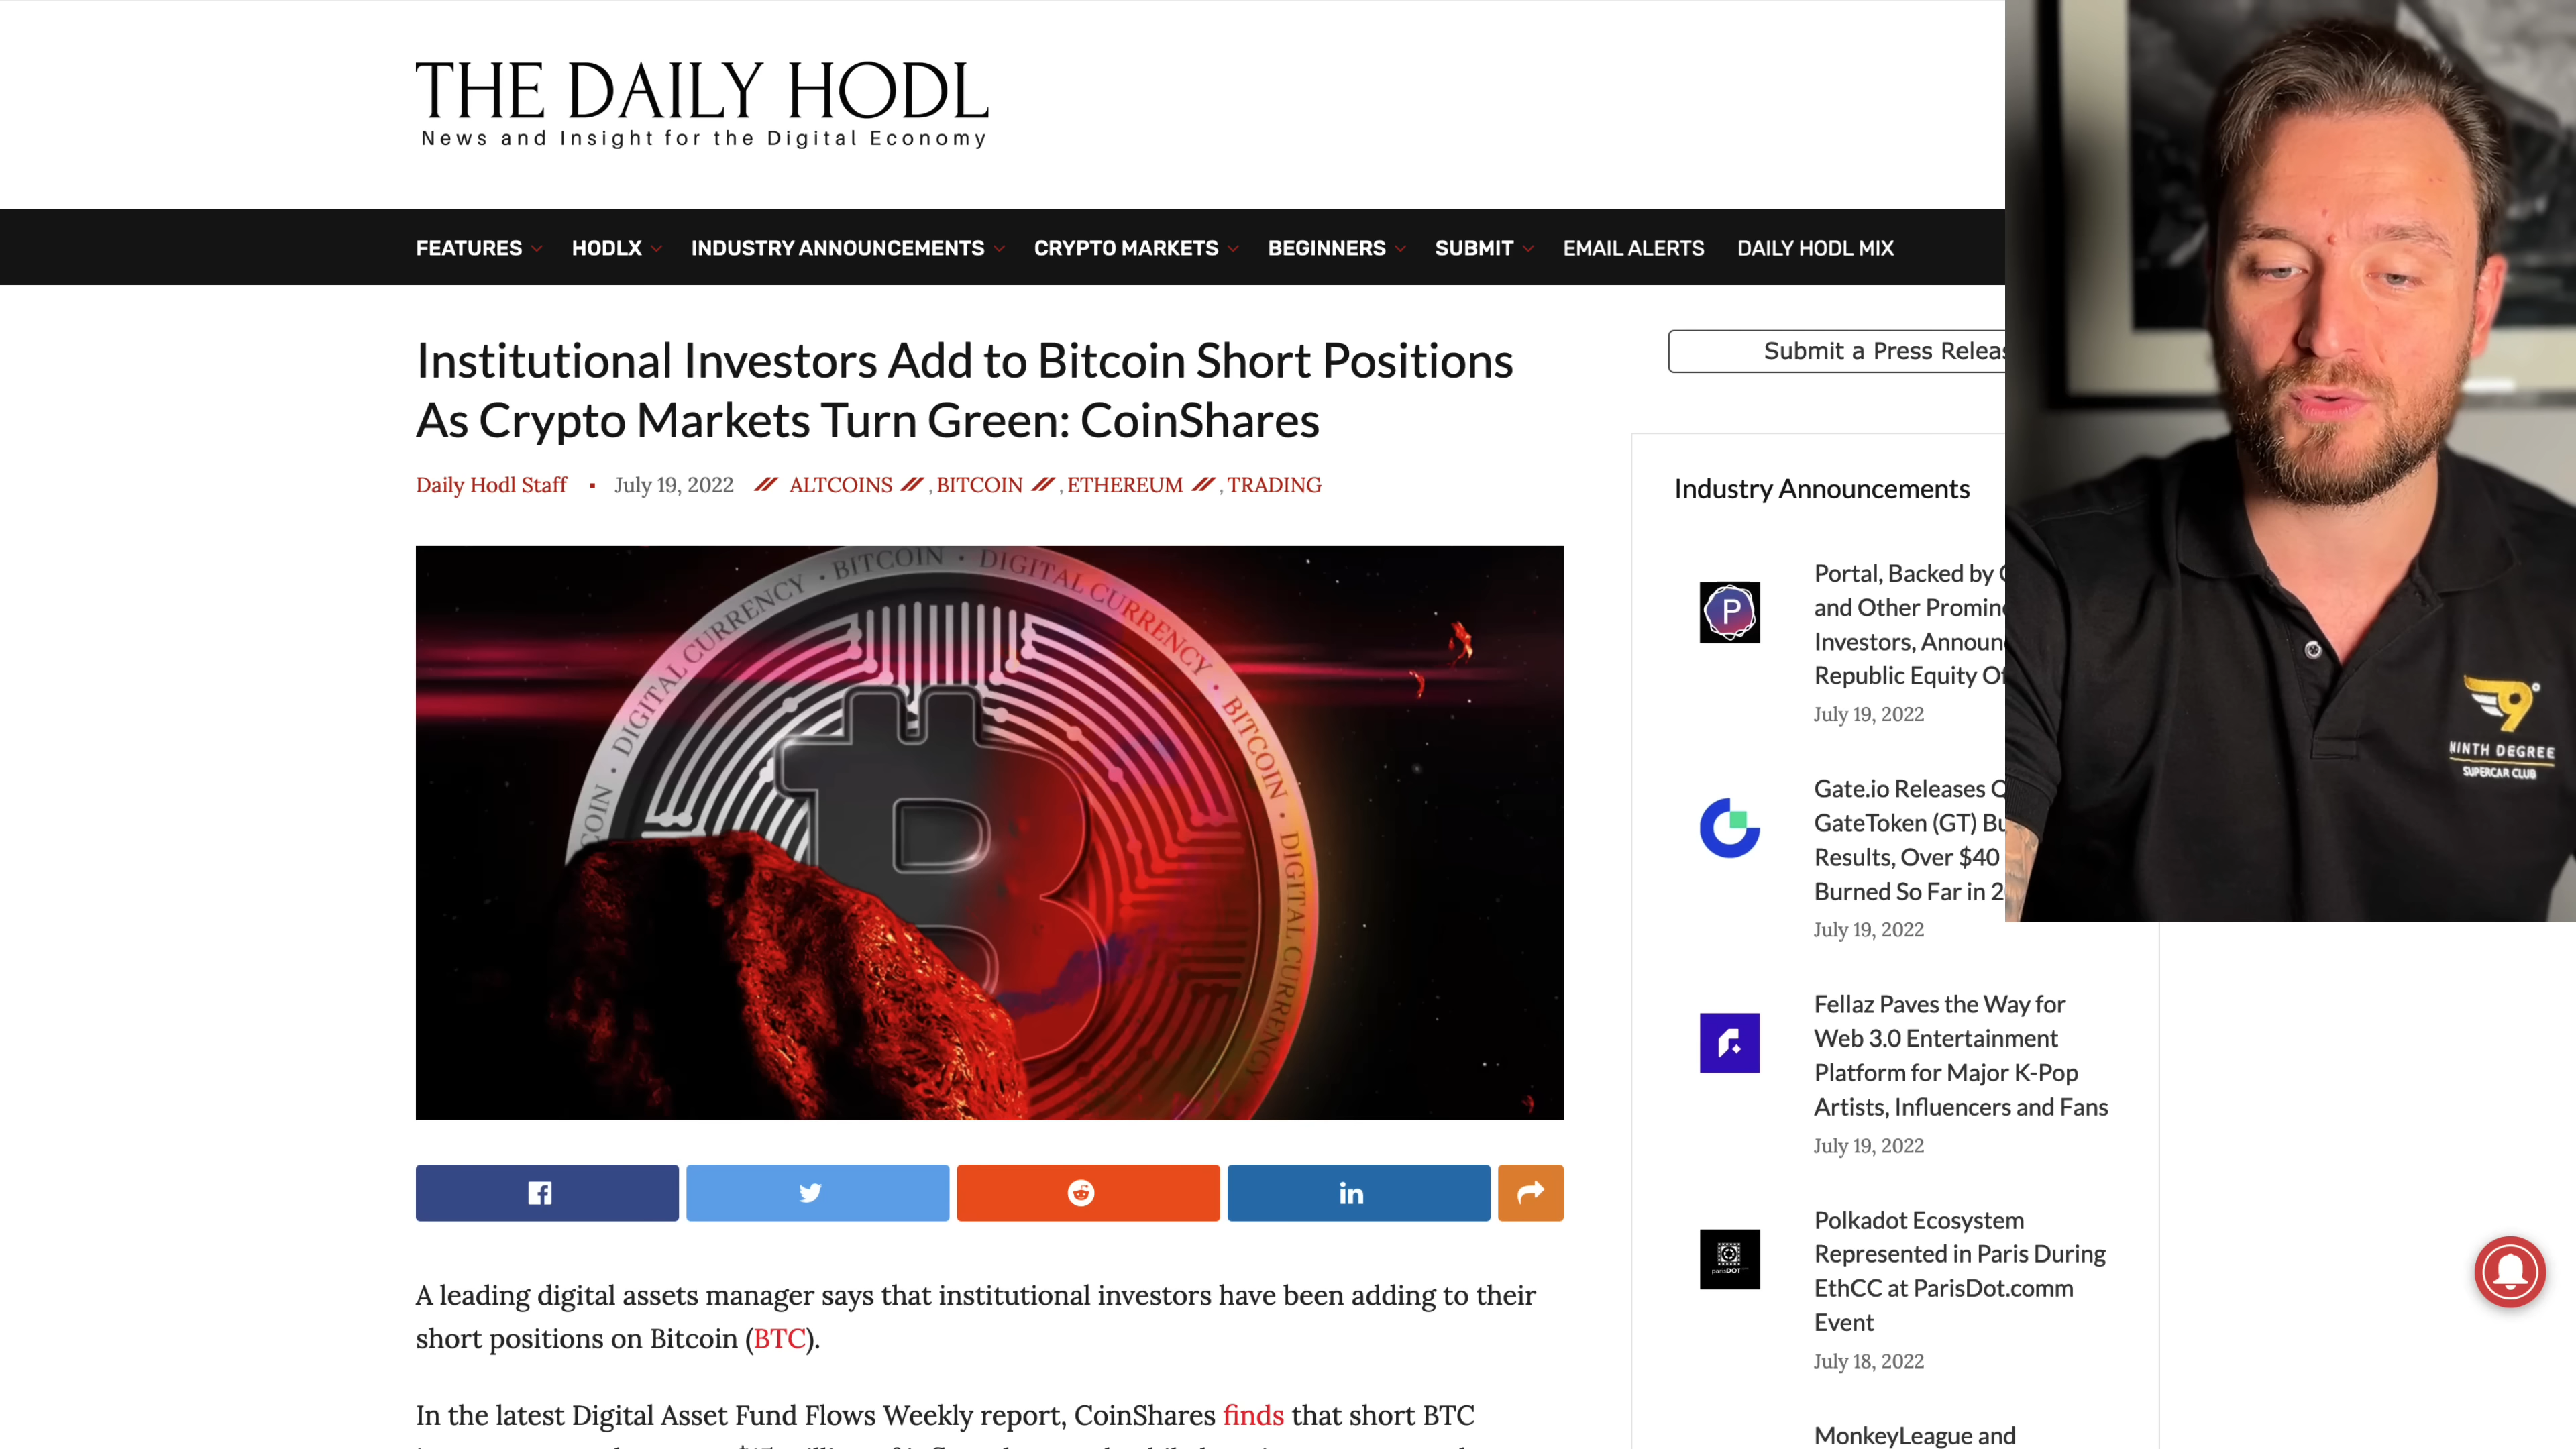 THE DAILY HODL
News and Insight for the Digital Economy
FEATURES HODLX INDUSTRY ANNOUNCEMENTS CRYPTO MARKETS BEGINNERS SUBMIT EMAIL ALERTS DAILY HODL MIX
Institutional Investors Add to Bitcoin Short Positions
As Crypto Markets Turn Green: CoinShares
Daily Hodl Staff • July 19, 2022 // ALTCOINS // , BITCOIN // , ETHEREUM // , TRADING
BITCOIN • DIGITAL CURRENCY • BITCOIN • DIGITAL CURRENCY • BITCOIN • DIGITAL CURRENCY
A leading digital assets manager says that institutional investors have been adding to their
short positions on Bitcoin (BTC).
In the latest Digital Asset Fund Flows Weekly report, CoinShares finds that short BTC
Submit a Press
Industry Announcements
P
Portal, Backed by
and Other
Investors,
Republic Equity
July 19, 2022
Gate.io Releases
GateToken (GT)
Results, Over $40
Burned So Far in
July 19, 2022
Fellaz Paves the Way for
Web 3.0 Entertainment
Platform for Major K-Pop
Artists, Influencers and Fans
July 19, 2022
parisDOT
Polkadot Ecosystem
Represented in Paris During
EthCC at ParisDot.comm
Event
July 18, 2022
MonkeyLeague and
9°
NINTH DEGREE
SUPERCAR CLUB